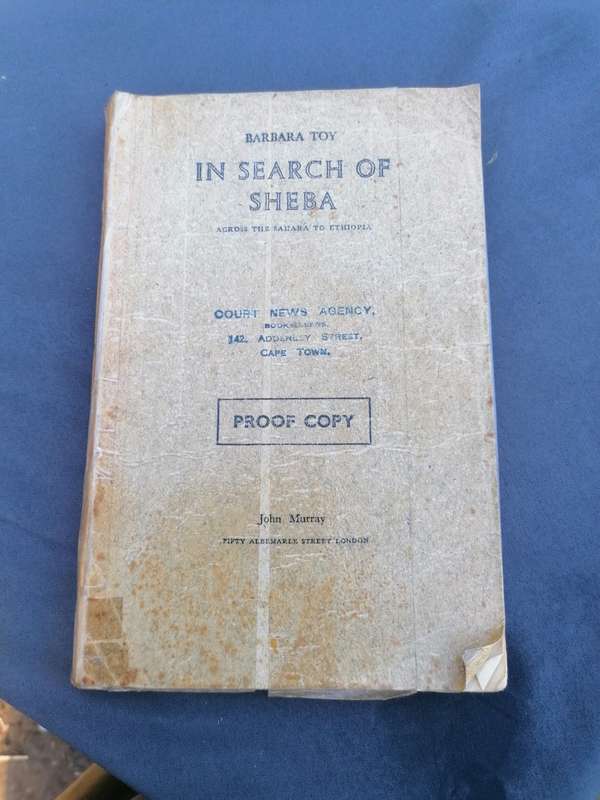 BARBARA TOY
IN SEARCH OF
SHEBA
ACROSS THE SAHARA TO ETHIOPIA
COURT NEWS AGENCY,
BOOKSELLERS,
142, ADDERLEY STREET,
CAPE TOWN.
PROOF COPY
John Murray
FIFTY ALBEMARLE STREET LONDON